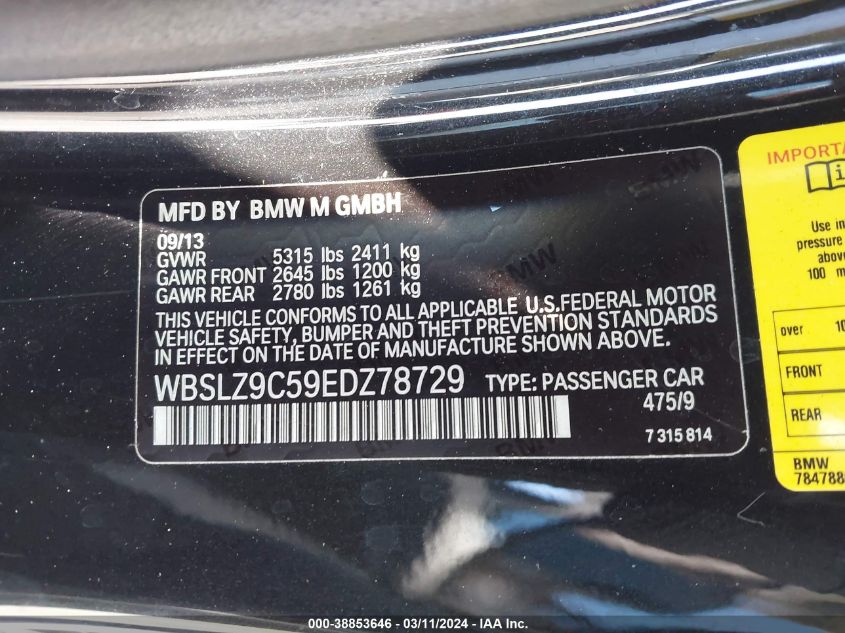 MFD BY BMW M GMBH
09/13
GVWR 5315 lbs 2411 kg
GAWR FRONT 2645 lbs 1200 kg
GAWR REAR 2780 lbs 1261 kg
THIS VEHICLE CONFORMS TO ALL APPLICABLE U.S.FEDERAL MOTOR
VEHICLE SAFETY, BUMPER AND THEFT PREVENTION STANDARDS
IN EFFECT ON THE DATE OF MANUFACTURE SHOWN ABOVE.
WBSLZ9C59EDZ78729 TYPE: PASSENGER CAR
475/9
7 315 814
IMPORTA
i
Use in
pressure
above
100 m
over 10
FRONT
REAR
BMW
78478
000-38853646 / 03/11/2024 - IAA Inc.